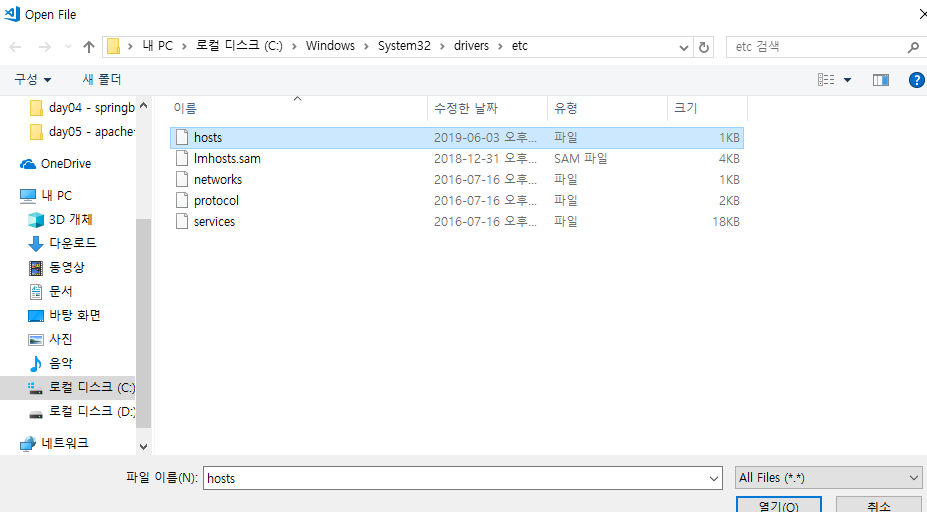 Open File
내 PC > 로컬 디스크 (C:) > Windows > System32 > drivers > etc
etc 검색
구성 새 폴더
이름 수정한 날짜 유형 크기
day04 - springb
day05 - apache-
OneDrive
내 PC
3D 개체
다운로드
동영상
문서
바탕 화면
사진
음악
로컬 디스크 (C:)
로컬 디스크 (D:)
네트워크
hosts 2019-06-03 오후... 파일 1KB
lmhosts.sam 2018-12-31 오후... SAM 파일 4KB
networks 2016-07-16 오후... 파일 1KB
protocol 2016-07-16 오후... 파일 2KB
services 2016-07-16 오후... 파일 18KB
파일 이름(N): hosts All Files (*.*)
열기(O) 취소